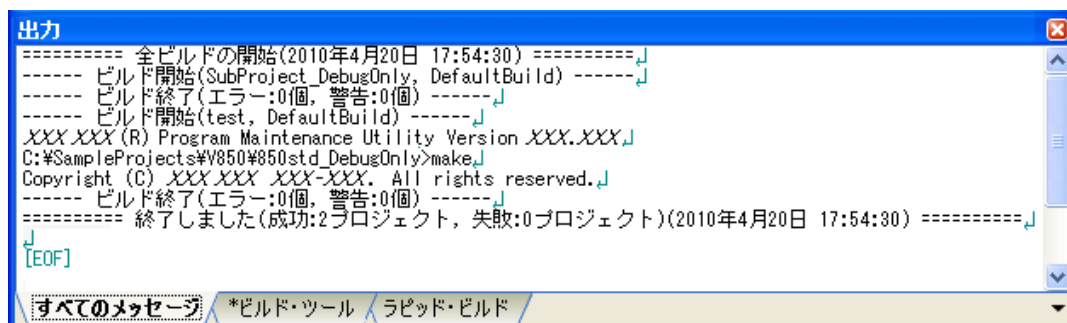 出力
========== 全ビルドの開始(2010年4月20日 17:54:30) ==========↲
------ ビルド開始(SubProject_DebugOnly, DefaultBuild) ------↲
------ ビルド終了(エラー:0個, 警告:0個) ------↲
------ ビルド開始(test, DefaultBuild) ------↲
XXX XXX (R) Program Maintenance Utility Version XXX.XXX↲
C:¥SampleProjects¥V850¥850std_DebugOnly>make↲
Copyright (C) XXX XXX XXX-XXX. All rights reserved.↲
------ ビルド終了(エラー:0個, 警告:0個) ------↲
========== 終了しました(成功:2プロジェクト, 失敗:0プロジェクト)(2010年4月20日 17:54:30) ==========↲
↲
[EOF]
すべてのメッセージ *ビルド・ツール ラピッド・ビルド